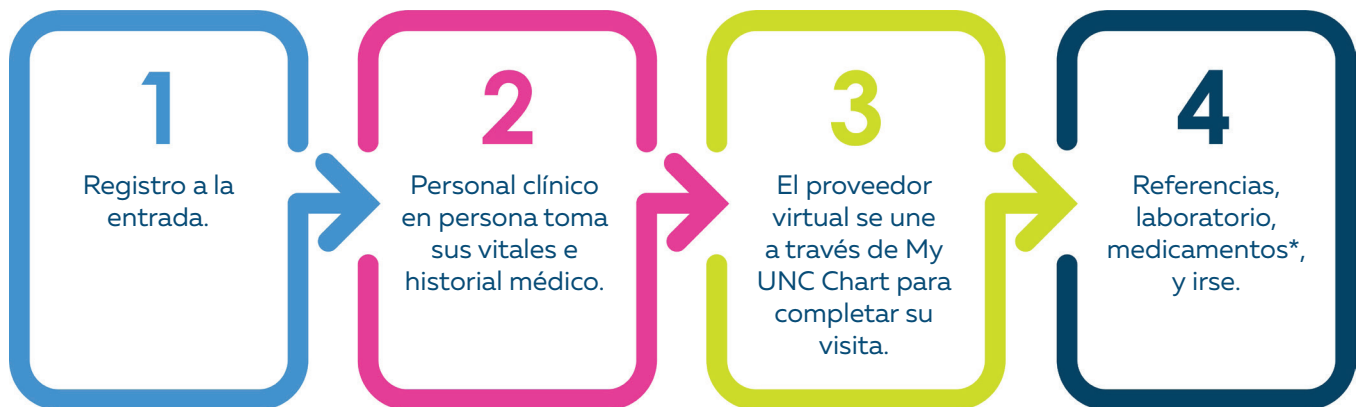 1
Registro a la
entrada.
2
Personal clínico
en persona toma
sus vitales e
historial médico.
3
El proveedor
virtual se une
a través de My
UNC Chart para
completar su
visita.
4
Referencias,
laboratorio,
medicamentos*,
y irse.